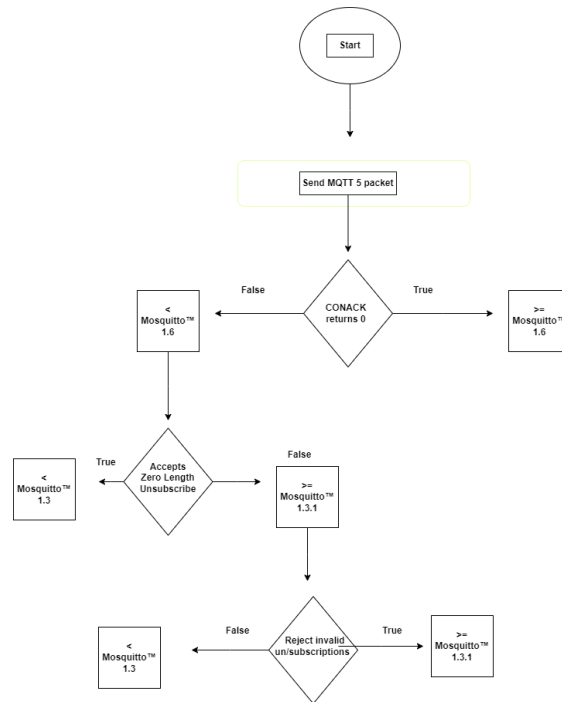 Start
Send MQTT 5 packet
False
True
<
Mosquitto™
1.6
CONACK
returns 0
>=
Mosquitto™
1.6
True
False
<
Mosquitto™
1.3
Accepts
Zero Length
Unsubscribe
>=
Mosquitto™
1.3.1
False
True
<
Mosquitto™
1.3
Reject invalid
un/subscriptions
>=
Mosquitto™
1.3.1